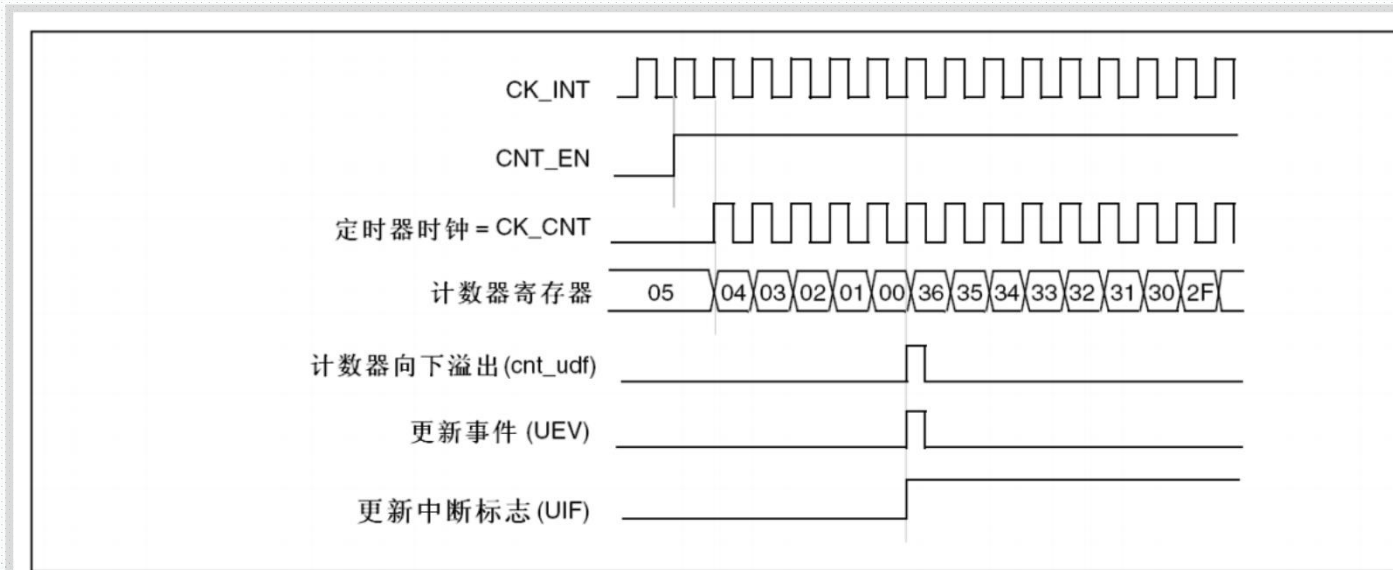 CK_INT
CNT_EN
定时器时钟 = CK_CNT
计数器寄存器 05 04 03 02 01 00 36 35 34 33 32 31 30 2F
计数器向下溢出(cnt_udf)
更新事件 (UEV)
更新中断标志 (UIF)